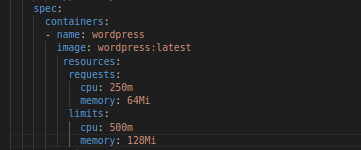 spec:
  containers:
  - name: wordpress
    image: wordpress:latest
     resources:
      requests:
        cpu: 250m
        memory: 64Mi
      limits:
        cpu: 500m
        memory: 128Mi